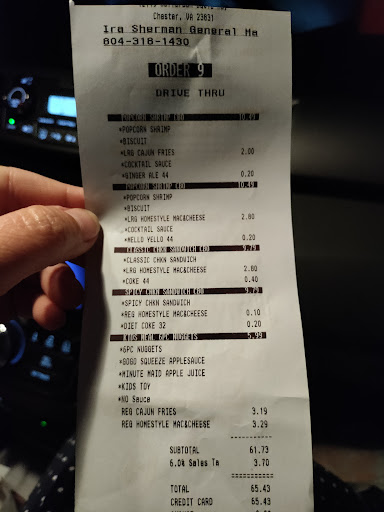 Chester, VA 23831
Ira Sherman General Ma
804-318-1430
ORDER 9
DRIVE THRU
POPCORN SHRIMP CBO 10.49
*POPCORN SHRIMP
*BISCUIT
*LRG CAJUN FRIES 2.00
*COCKTAIL SAUCE
*GINGER ALE 44 0.20
POPCORN SHRIMP CBO 10.49
*POPCORN SHRIMP
*BISCUIT
*LRG HOMESTYLE MAC&CHEESE 2.80
*COCKTAIL SAUCE
*MELLO YELLO 44 0.20
CLASSIC CHKN SANDWICH CBO 9.79
*CLASSIC CHKN SANDWICH
*LRG HOMESTYLE MAC&CHEESE 2.80
*COKE 44 0.40
SPICY CHKN SANDWICH CBO 9.79
*SPICY CHKN SANDWICH
REG HOMESTYLE MAC&CHEESE 0.10
*DIET COKE 32 0.20
KIDS MEAL 6PC NUGGETS 5.99
*6PC NUGGETS
*GOGO SQUEEZE APPLESAUCE
*MINUTE MAID APPLE JUICE
*KIDS TOY
*NO Sauce
REG CAJUN FRIES 3.19
REG HOMESTYLE MAC&CHEESE 3.29
SUBTOTAL 61.73
6.0% Sales Ta 3.70
TOTAL 65.43
CREDIT CARD 65.43